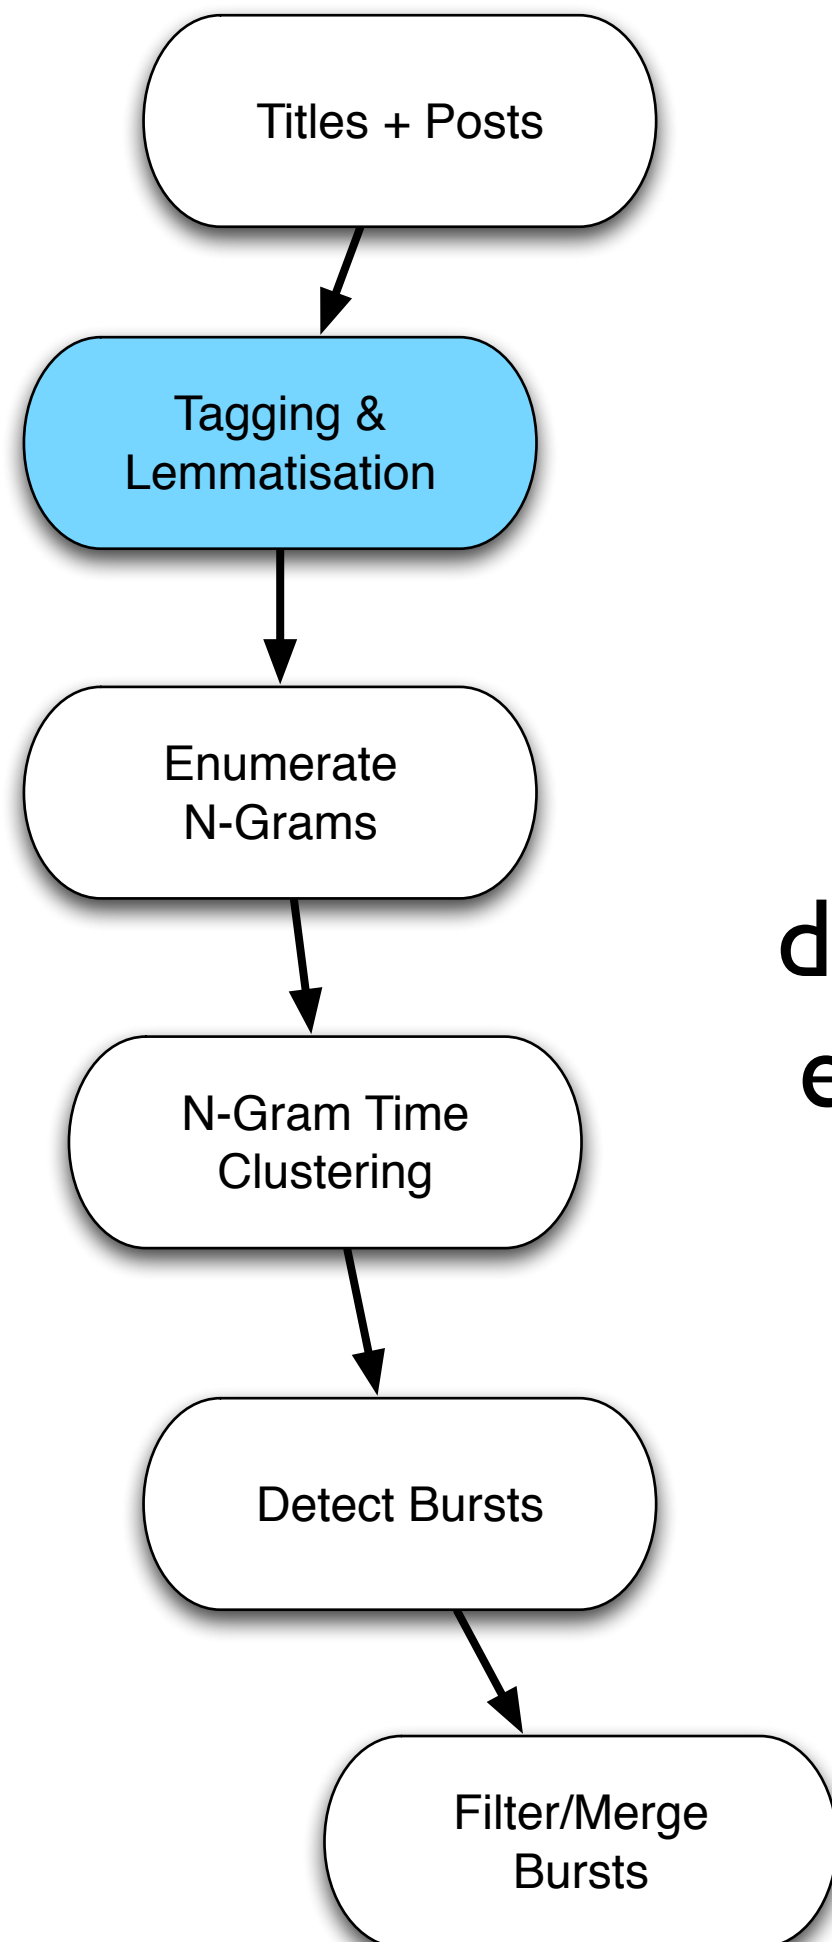 Titles + Posts
Tagging &
Lemmatisation
Enumerate
N-Grams
d
e
N-Gram Time
Clustering
Detect Bursts
Filter/Merge
Bursts